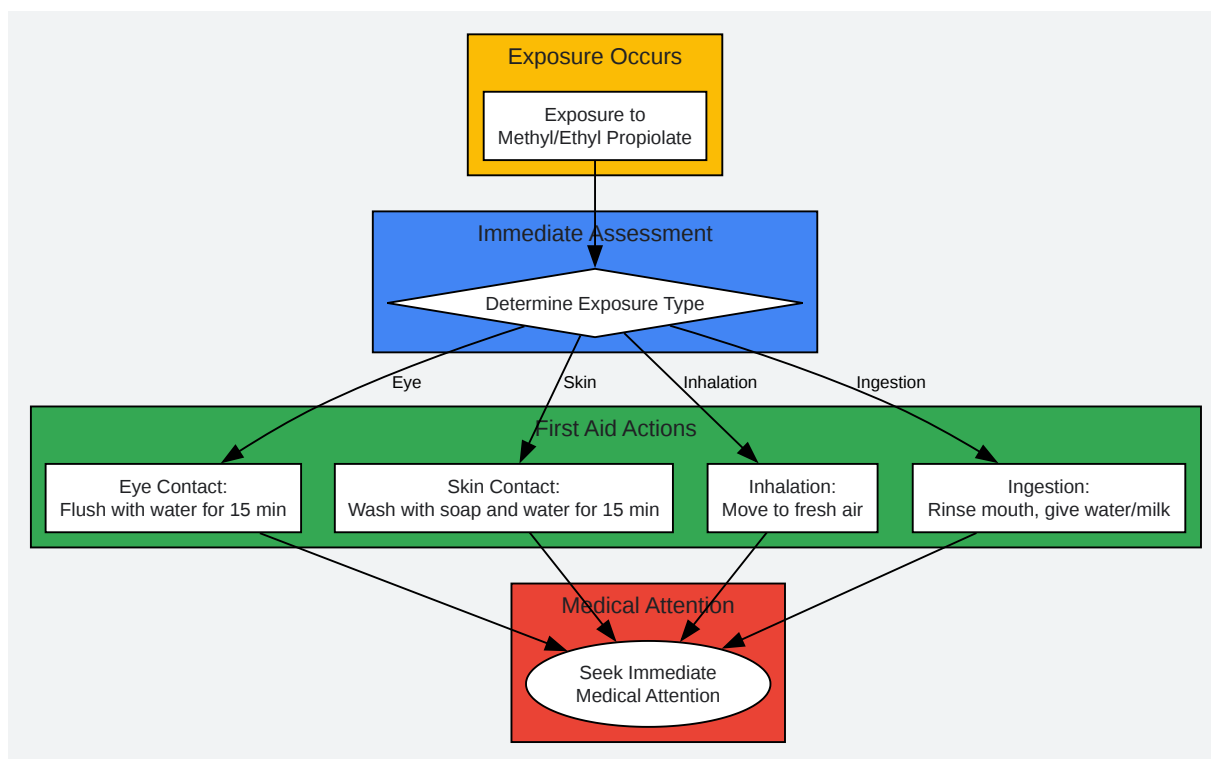 Exposure Occurs
Exposure to
Methyl/Ethyl Propiolate
Immediate Assessment
Determine Exposure Type
Eye
Skin
Inhalation
Ingestion
First Aid Actions
Eye Contact:
Flush with water for 15 min
Skin Contact:
Wash with soap and water for 15 min
Inhalation:
Move to fresh air
Ingestion:
Rinse mouth, give water/milk
Medical Attention
Seek Immediate
Medical Attention